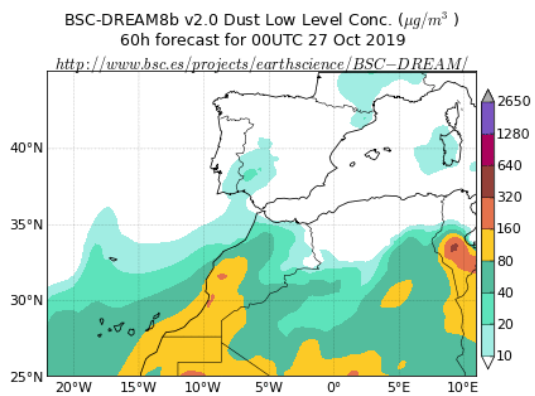 BSC-DREAM8b v2.0 Dust Low Level Conc. (μg/m³ )
60h forecast for 00UTC 27 Oct 2019
http://www.bsc.es/projects/earthscience/BSC−DREAM/
2650
1280
40°N
640
320
35°N
160
80
30°N
40
20
10
25°N
20°W 15°W 10°W 5°W 0° 5°E 10°E